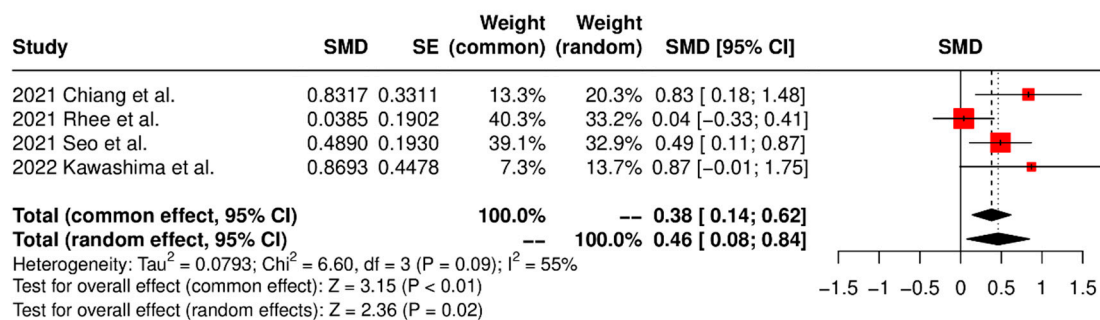 Weight Weight
Study SMD SE (common) (random) SMD [95% CI] SMD
2021 Chiang et al. 0.8317 0.3311 13.3% 20.3% 0.83 [ 0.18; 1.48]
2021 Rhee et al. 0.0385 0.1902 40.3% 33.2% 0.04 [−0.33; 0.41]
2021 Seo et al. 0.4890 0.1930 39.1% 32.9% 0.49 [ 0.11; 0.87]
2022 Kawashima et al. 0.8693 0.4478 7.3% 13.7% 0.87 [−0.01; 1.75]
Total (common effect, 95% CI) 100.0% −− 0.38 [ 0.14; 0.62]
Total (random effect, 95% CI) −− 100.0% 0.46 [ 0.08; 0.84]
Heterogeneity: Tau² = 0.0793; Chi² = 6.60, df = 3 (P = 0.09); I² = 55%
Test for overall effect (common effect): Z = 3.15 (P < 0.01)
Test for overall effect (random effects): Z = 2.36 (P = 0.02)
−1.5 −1 −0.5 0 0.5 1 1.5